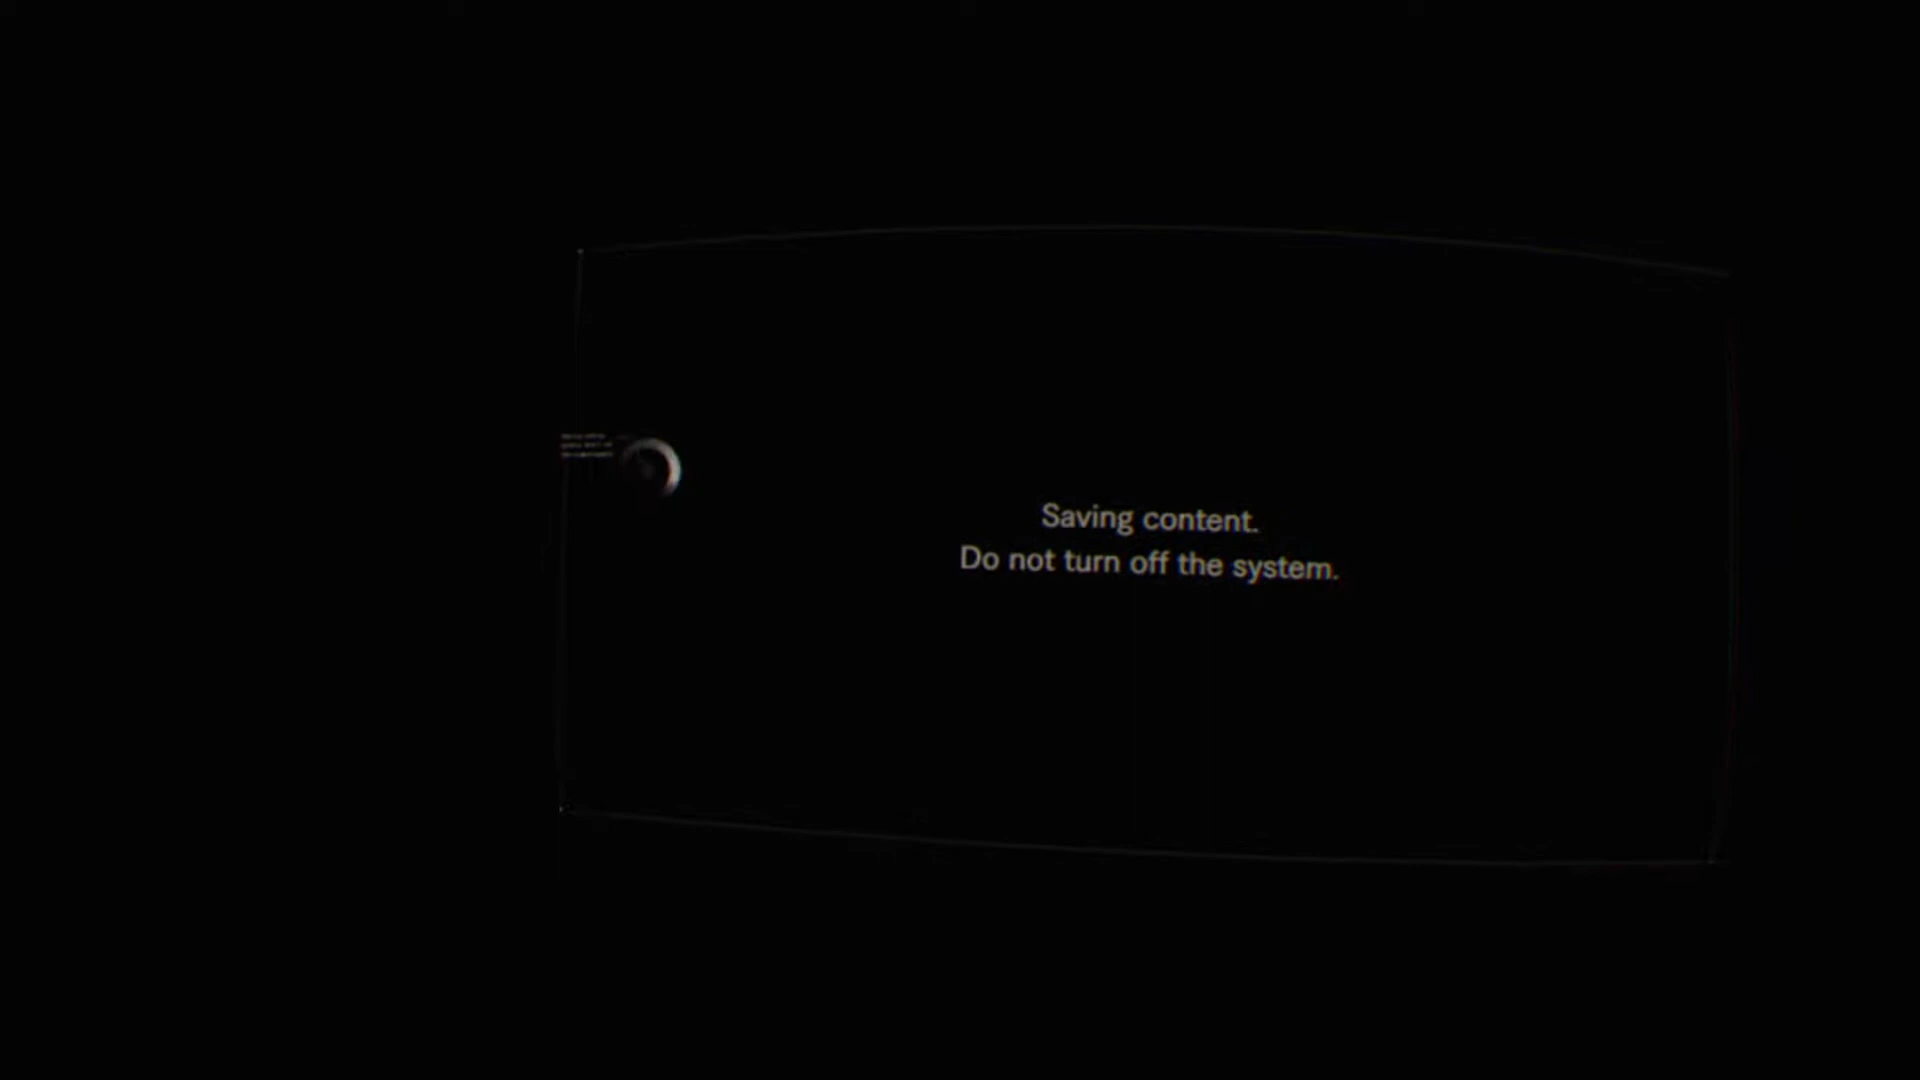 Saving content.
Do not turn off the system.